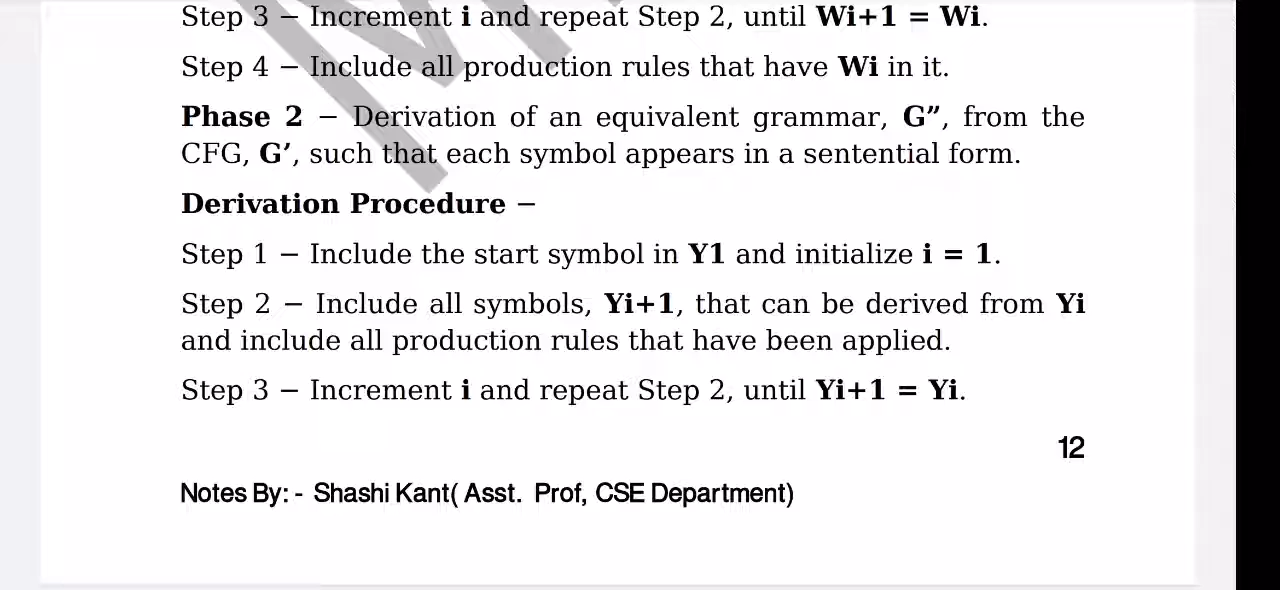 Step 3 − Increment i and repeat Step 2, until Wi+1 = Wi.
Step 4 − Include all production rules that have Wi in it.
Phase 2 − Derivation of an equivalent grammar, G”, from the
CFG, G’, such that each symbol appears in a sentential form.
Derivation Procedure −
Step 1 − Include the start symbol in Y1 and initialize i = 1.
Step 2 − Include all symbols, Yi+1, that can be derived from Yi
and include all production rules that have been applied.
Step 3 − Increment i and repeat Step 2, until Yi+1 = Yi.
12
Notes By: - Shashi Kant( Asst. Prof, CSE Department)